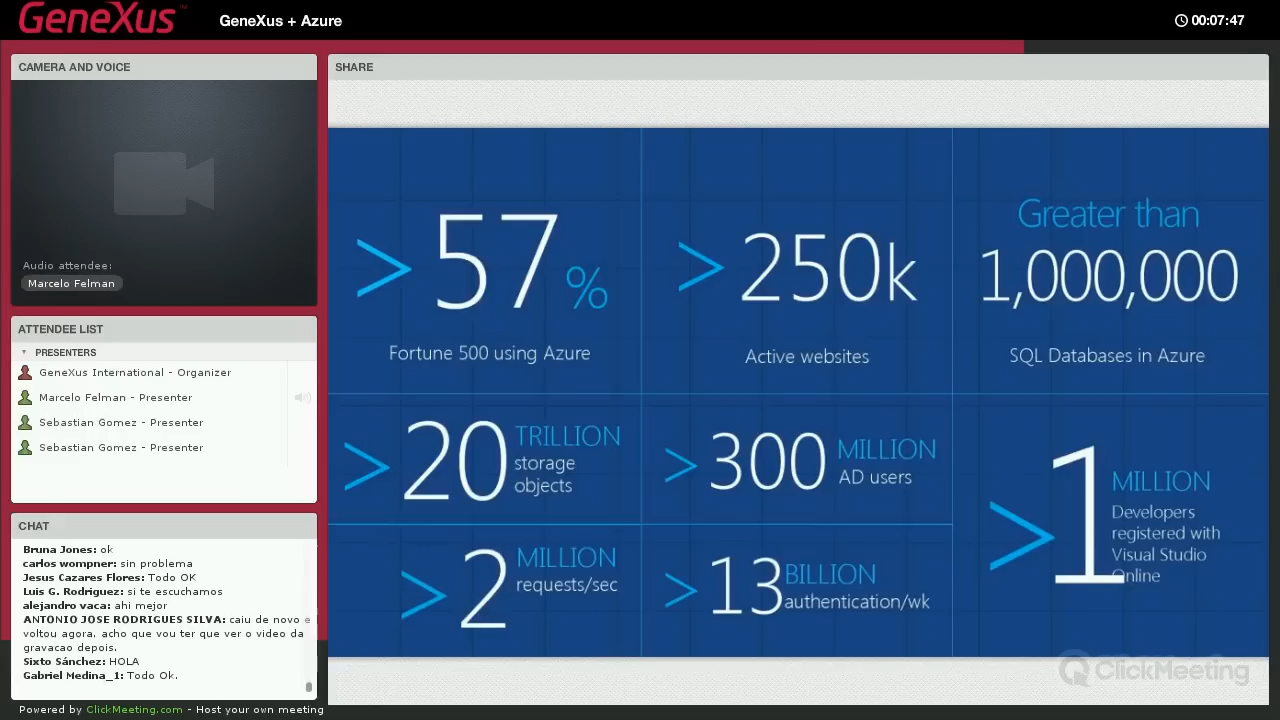 GeneXus™
GeneXus + Azure
00:07:47
CAMERA AND VOICE
Audio attendee:
Marcelo Felman
ATTENDEE LIST
PRESENTERS
GeneXus International - Organizer
Marcelo Felman - Presenter
Sebastian Gomez - Presenter
Sebastian Gomez - Presenter
CHAT
Bruna Jones: ok
carlos wompner: sin problema
Jesus Cazares Flores: Todo OK
Luis G. Rodriguez: si te escuchamos
alejandro vaca: ahi mejor
ANTONIO JOSE RODRIGUES SILVA: caiu de novo e
voltou agora. acho que vou ter que ver o video da
gravacao depois.
Sixto Sánchez: HOLA
Gabriel Medina_1: Todo Ok.
Powered by ClickMeeting.com - Host your own meeting
SHARE
> 57 %
Fortune 500 using Azure
> 250k
Active websites
Greater than
1,000,000
SQL Databases in Azure
> 20 TRILLION
storage
objects
> 300 MILLION
AD users
> 1 MILLION
Developers
registered with
Visual Studio
Online
> 2 MILLION
requests/sec
> 13 BILLION
authentication/wk
ClickMeeting